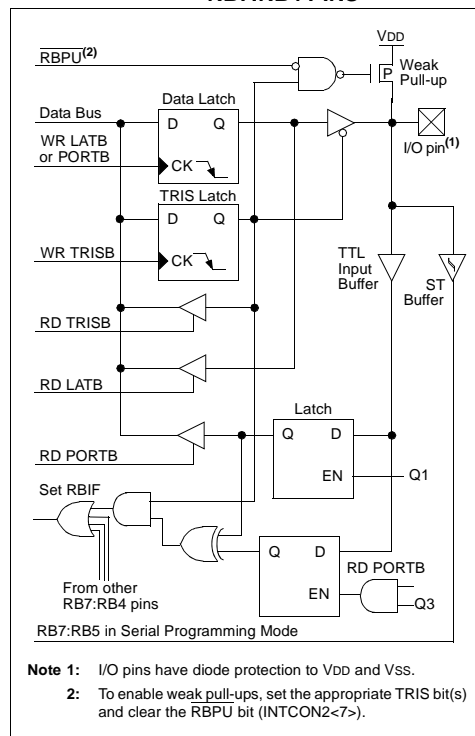 RBPU(2)
VDD
Weak
Pull-up
P
Data Bus
Data Latch
D Q
WR LATB
or PORTB
CK
I/O pin(1)
TRIS Latch
D Q
WR TRISB
CK
TTL
Input
Buffer
ST
Buffer
RD TRISB
RD LATB
Latch
Q D
RD PORTB
EN
Q1
Set RBIF
Q D
RD PORTB
EN
Q3
From other
RB7:RB4 pins
RB7:RB5 in Serial Programming Mode
Note 1: I/O pins have diode protection to VDD and VSS.
2: To enable weak pull-ups, set the appropriate TRIS bit(s)
and clear the RBPU bit (INTCON2<7>).